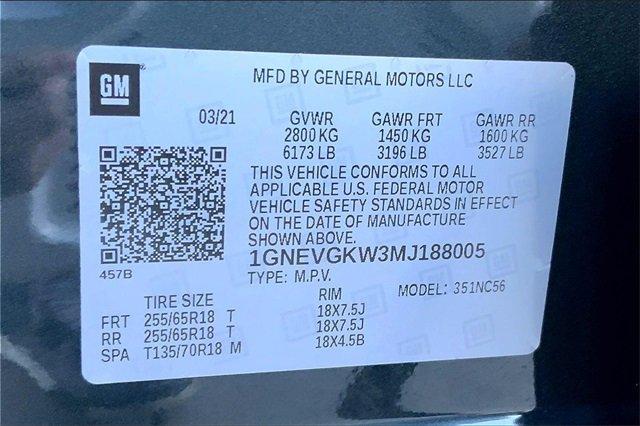 GM
MFD BY GENERAL MOTORS LLC
03/21 GVWR GAWR FRT GAWR RR
2800 KG 1450 KG 1600 KG
6173 LB 3196 LB 3527 LB
THIS VEHICLE CONFORMS TO ALL
APPLICABLE U.S. FEDERAL MOTOR
VEHICLE SAFETY STANDARDS IN EFFECT
ON THE DATE OF MANUFACTURE
SHOWN ABOVE.
457B
1GNEVGKW3MJ188005
TYPE: M.P.V. MODEL: 351NC56
TIRE SIZE RIM
FRT 255/65R18 T 18X7.5J
RR 255/65R18 T 18X7.5J
SPA T135/70R18 M 18X4.5B